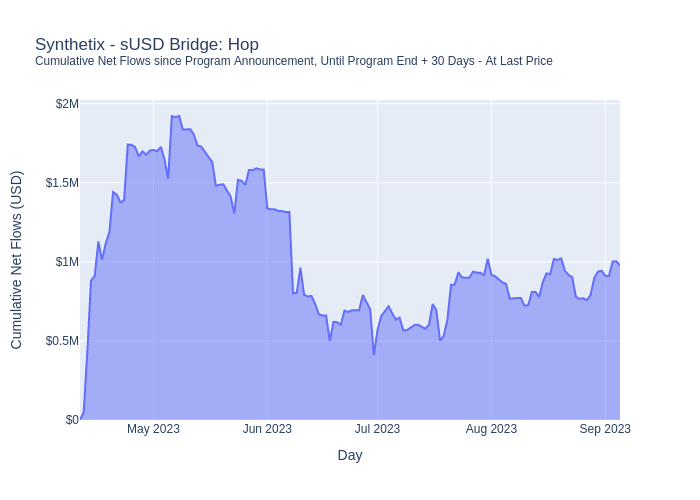 Synthetix - sUSD Bridge: Hop
Cumulative Net Flows since Program Announcement, Until Program End + 30 Days - At Last Price
$2M
$1.5M
$1M
$0.5M
$0
Cumulative Net Flows (USD)
May 2023
Jun 2023
Jul 2023
Aug 2023
Sep 2023
Day